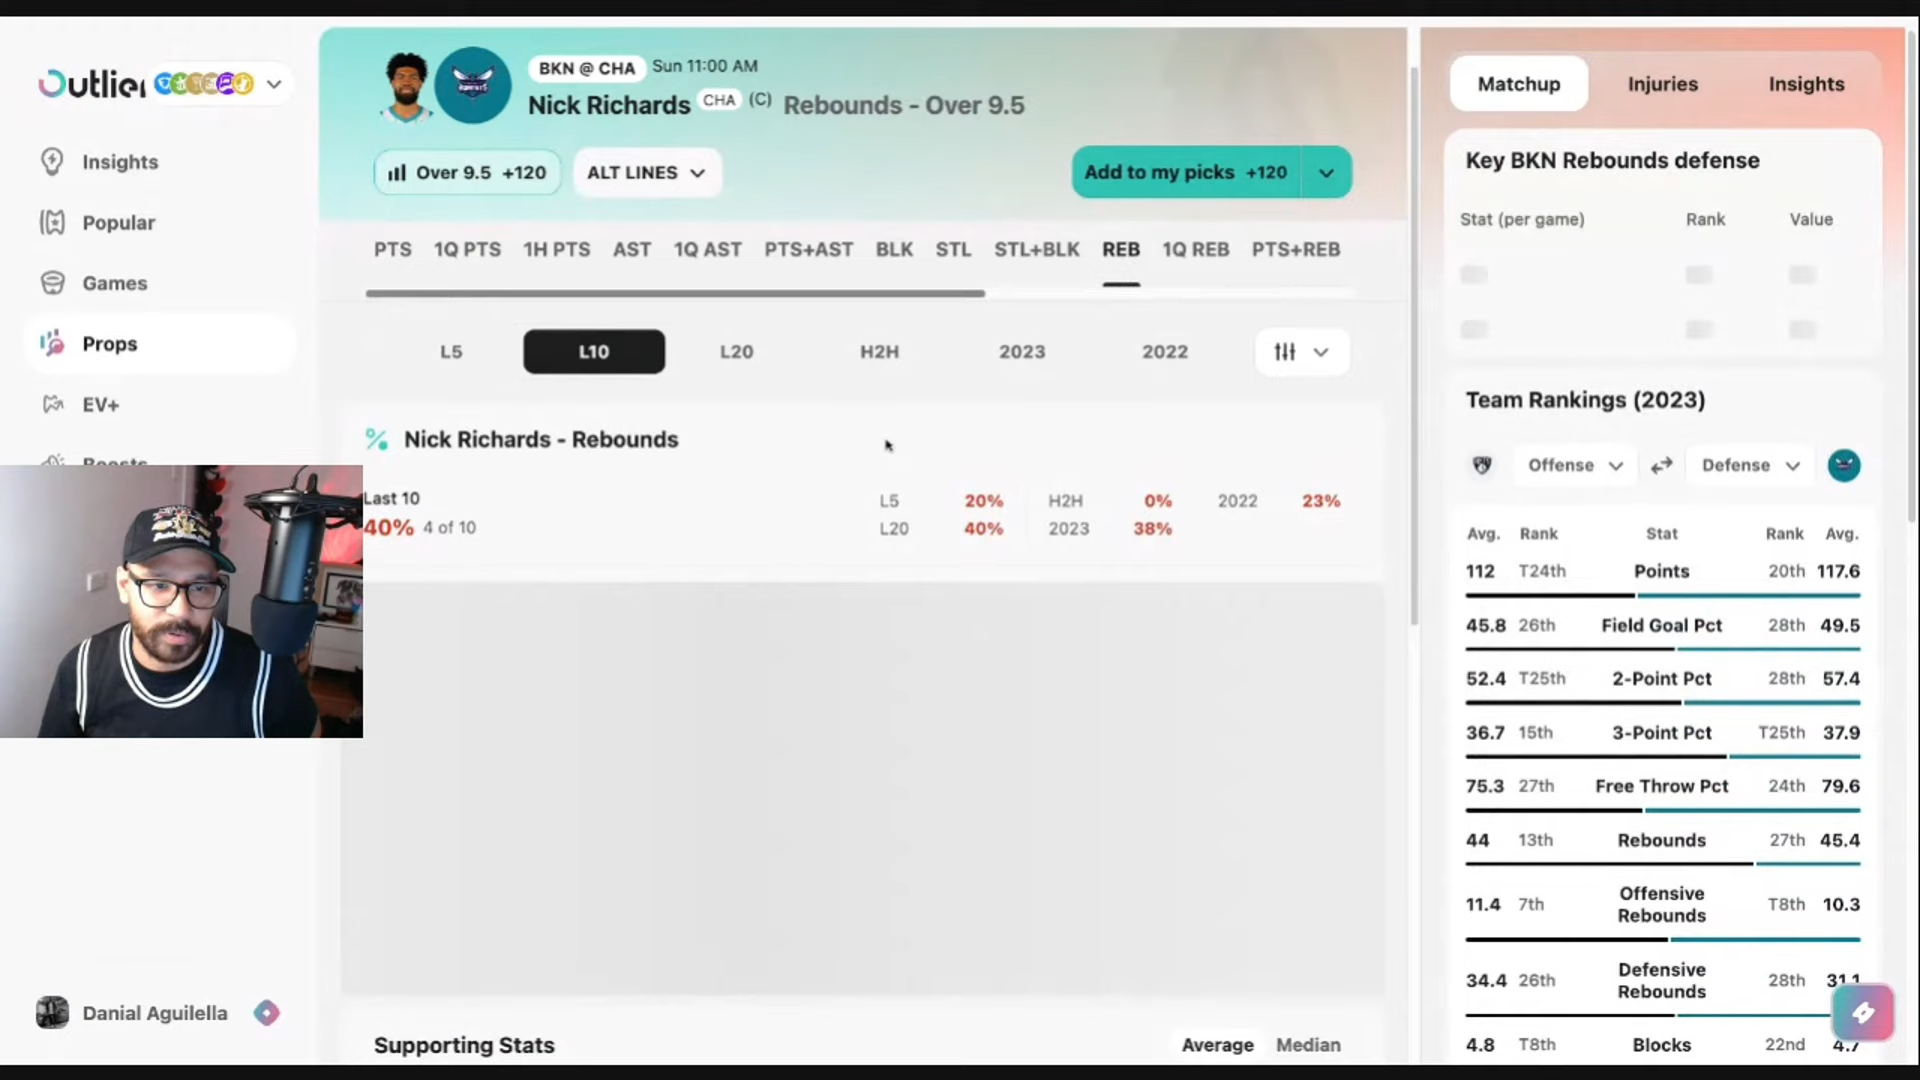 Outlier
Insights
Popular
Games
Props
EV+
Boosts
Danial Aguilella
BKN @ CHA Sun 11:00 AM
Nick Richards CHA (C) Rebounds - Over 9.5
Over 9.5 +120
ALT LINES
Add to my picks +120
PTS 1Q PTS 1H PTS AST 1Q AST PTS+AST BLK STL STL+BLK REB 1Q REB PTS+REB
L5 L10 L20 H2H 2023 2022
Nick Richards - Rebounds
Last 10
40% 4 of 10
L5 20% H2H 0% 2022 23%
L20 40% 2023 38%
Supporting Stats
Average Median
Matchup Injuries Insights
Key BKN Rebounds defense
Stat (per game) Rank Value
Team Rankings (2023)
Offense Defense
Avg. Rank Stat Rank Avg.
112 T24th Points 20th 117.6
45.8 26th Field Goal Pct 28th 49.5
52.4 T25th 2-Point Pct 28th 57.4
36.7 15th 3-Point Pct T25th 37.9
75.3 27th Free Throw Pct 24th 79.6
44 13th Rebounds 27th 45.4
11.4 7th Offensive Rebounds T8th 10.3
34.4 26th Defensive Rebounds 28th 31.1
4.8 T8th Blocks 22nd 4.7